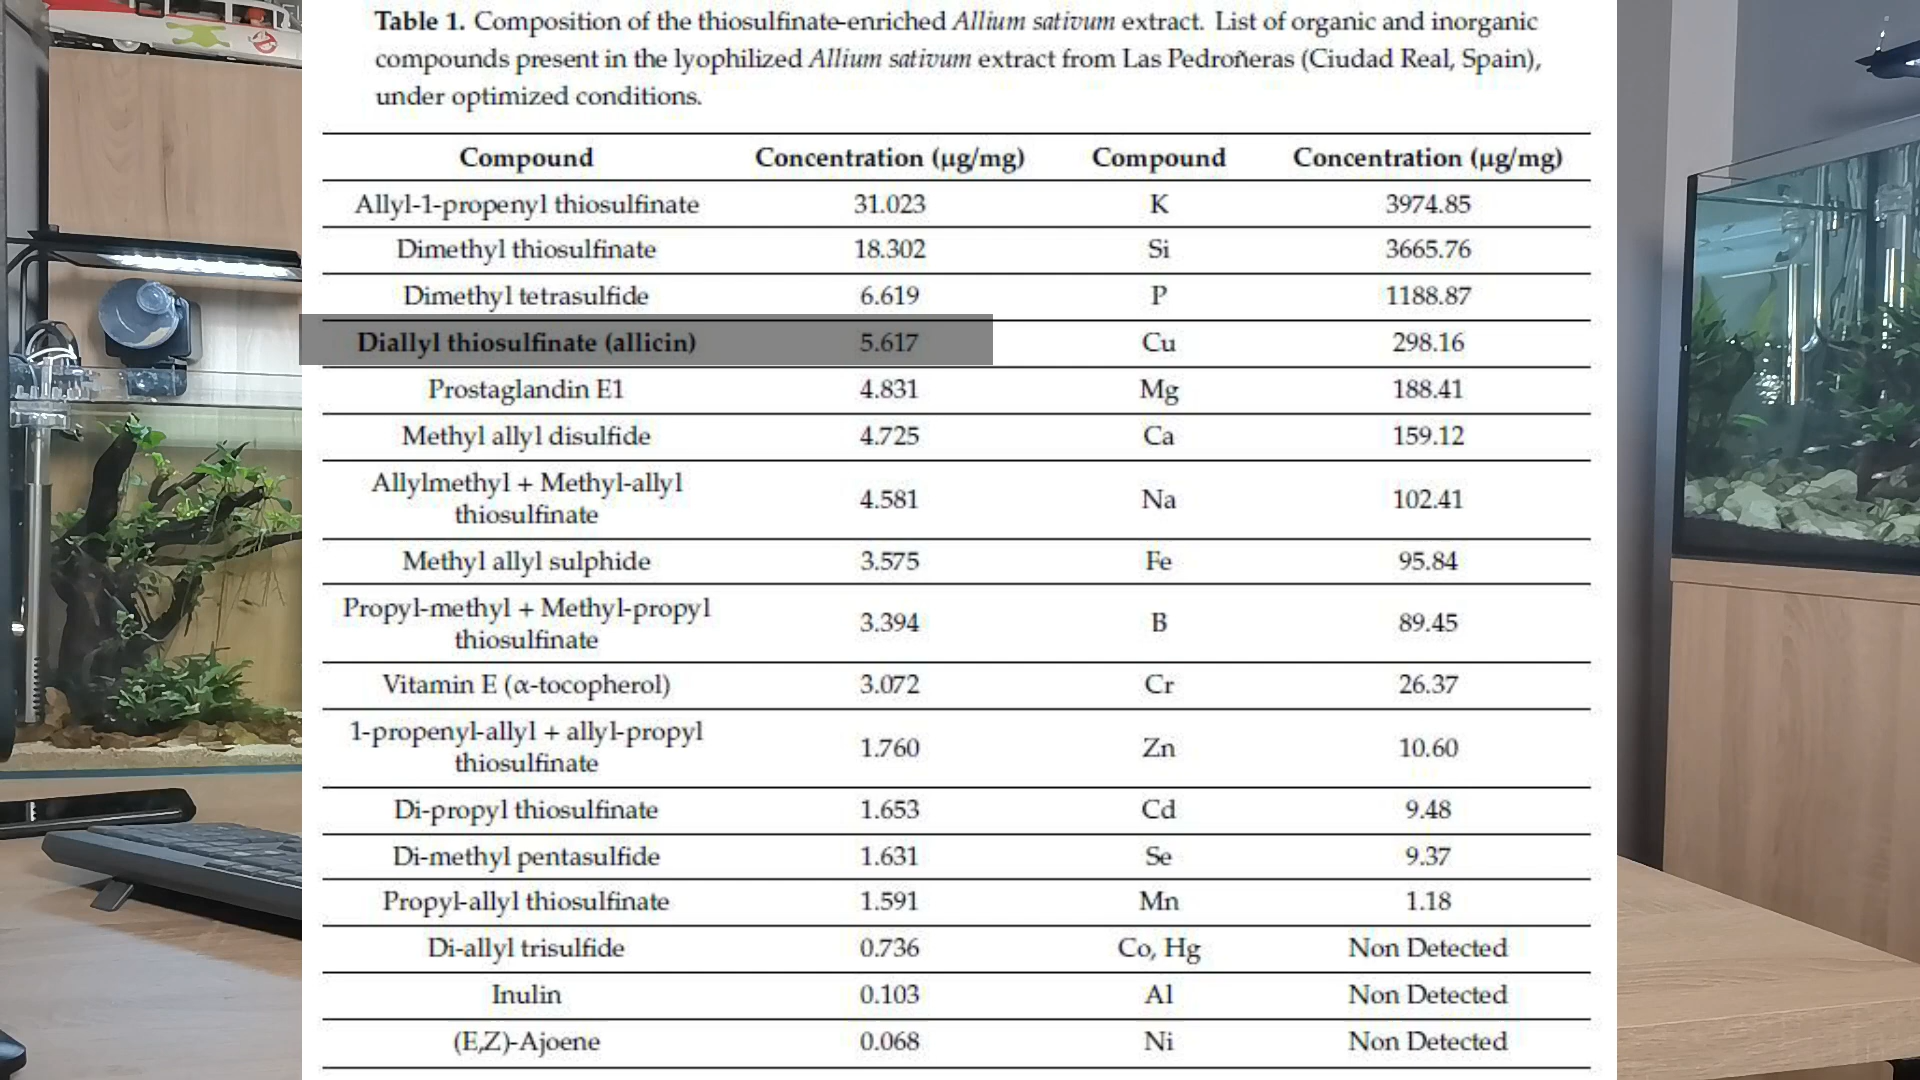 Table 1. Composition of the thiosulfinate-enriched Allium sativum extract. List of organic and inorganic
compounds present in the lyophilized Allium sativum extract from Las Pedroñeras (Ciudad Real, Spain),
under optimized conditions.
Compound Concentration (µg/mg) Compound Concentration (µg/mg)
Allyl-1-propenyl thiosulfinate 31.023 K 3974.85
Dimethyl thiosulfinate 18.302 Si 3665.76
Dimethyl tetrasulfide 6.619 P 1188.87
Diallyl thiosulfinate (allicin) 5.617 Cu 298.16
Prostaglandin E1 4.831 Mg 188.41
Methyl allyl disulfide 4.725 Ca 159.12
Allylmethyl + Methyl-allyl
thiosulfinate 4.581 Na 102.41
Methyl allyl sulphide 3.575 Fe 95.84
Propyl-methyl + Methyl-propyl
thiosulfinate 3.394 B 89.45
Vitamin E (α-tocopherol) 3.072 Cr 26.37
1-propenyl-allyl + allyl-propyl
thiosulfinate 1.760 Zn 10.60
Di-propyl thiosulfinate 1.653 Cd 9.48
Di-methyl pentasulfide 1.631 Se 9.37
Propyl-allyl thiosulfinate 1.591 Mn 1.18
Di-allyl trisulfide 0.736 Co, Hg Non Detected
Inulin 0.103 Al Non Detected
(E,Z)-Ajoene 0.068 Ni Non Detected